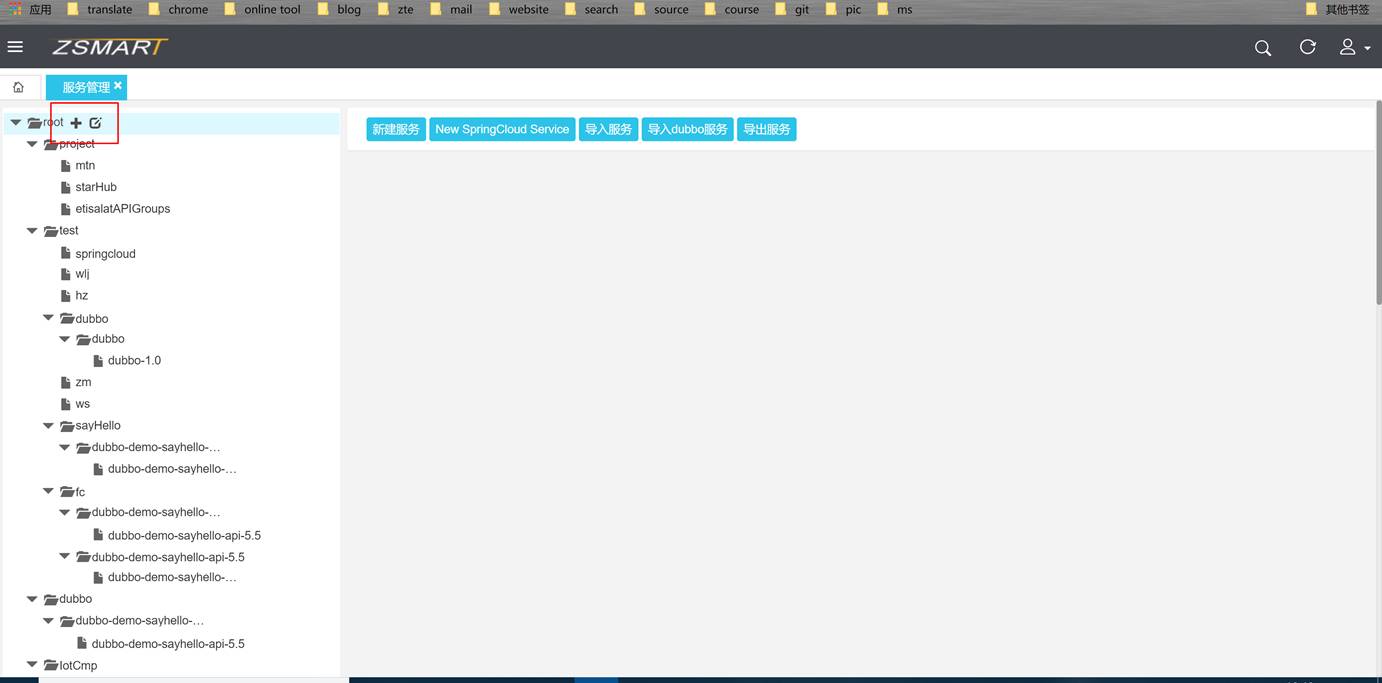 应用 translate chrome online tool blog zte mail website search source course git pic ms 其他书签
ZSMART
服务管理
root
新建服务 New SpringCloud Service 导入服务 导入dubbo服务 导出服务
project
mtn
starHub
etisalatAPIGroups
test
springcloud
wlj
hz
dubbo
dubbo
dubbo-1.0
zm
ws
sayHello
dubbo-demo-sayhello-…
dubbo-demo-sayhello-…
fc
dubbo-demo-sayhello-…
dubbo-demo-sayhello-api-5.5
dubbo-demo-sayhello-api-5.5
dubbo-demo-sayhello-…
dubbo
dubbo-demo-sayhello-…
dubbo-demo-sayhello-api-5.5
IotCmp